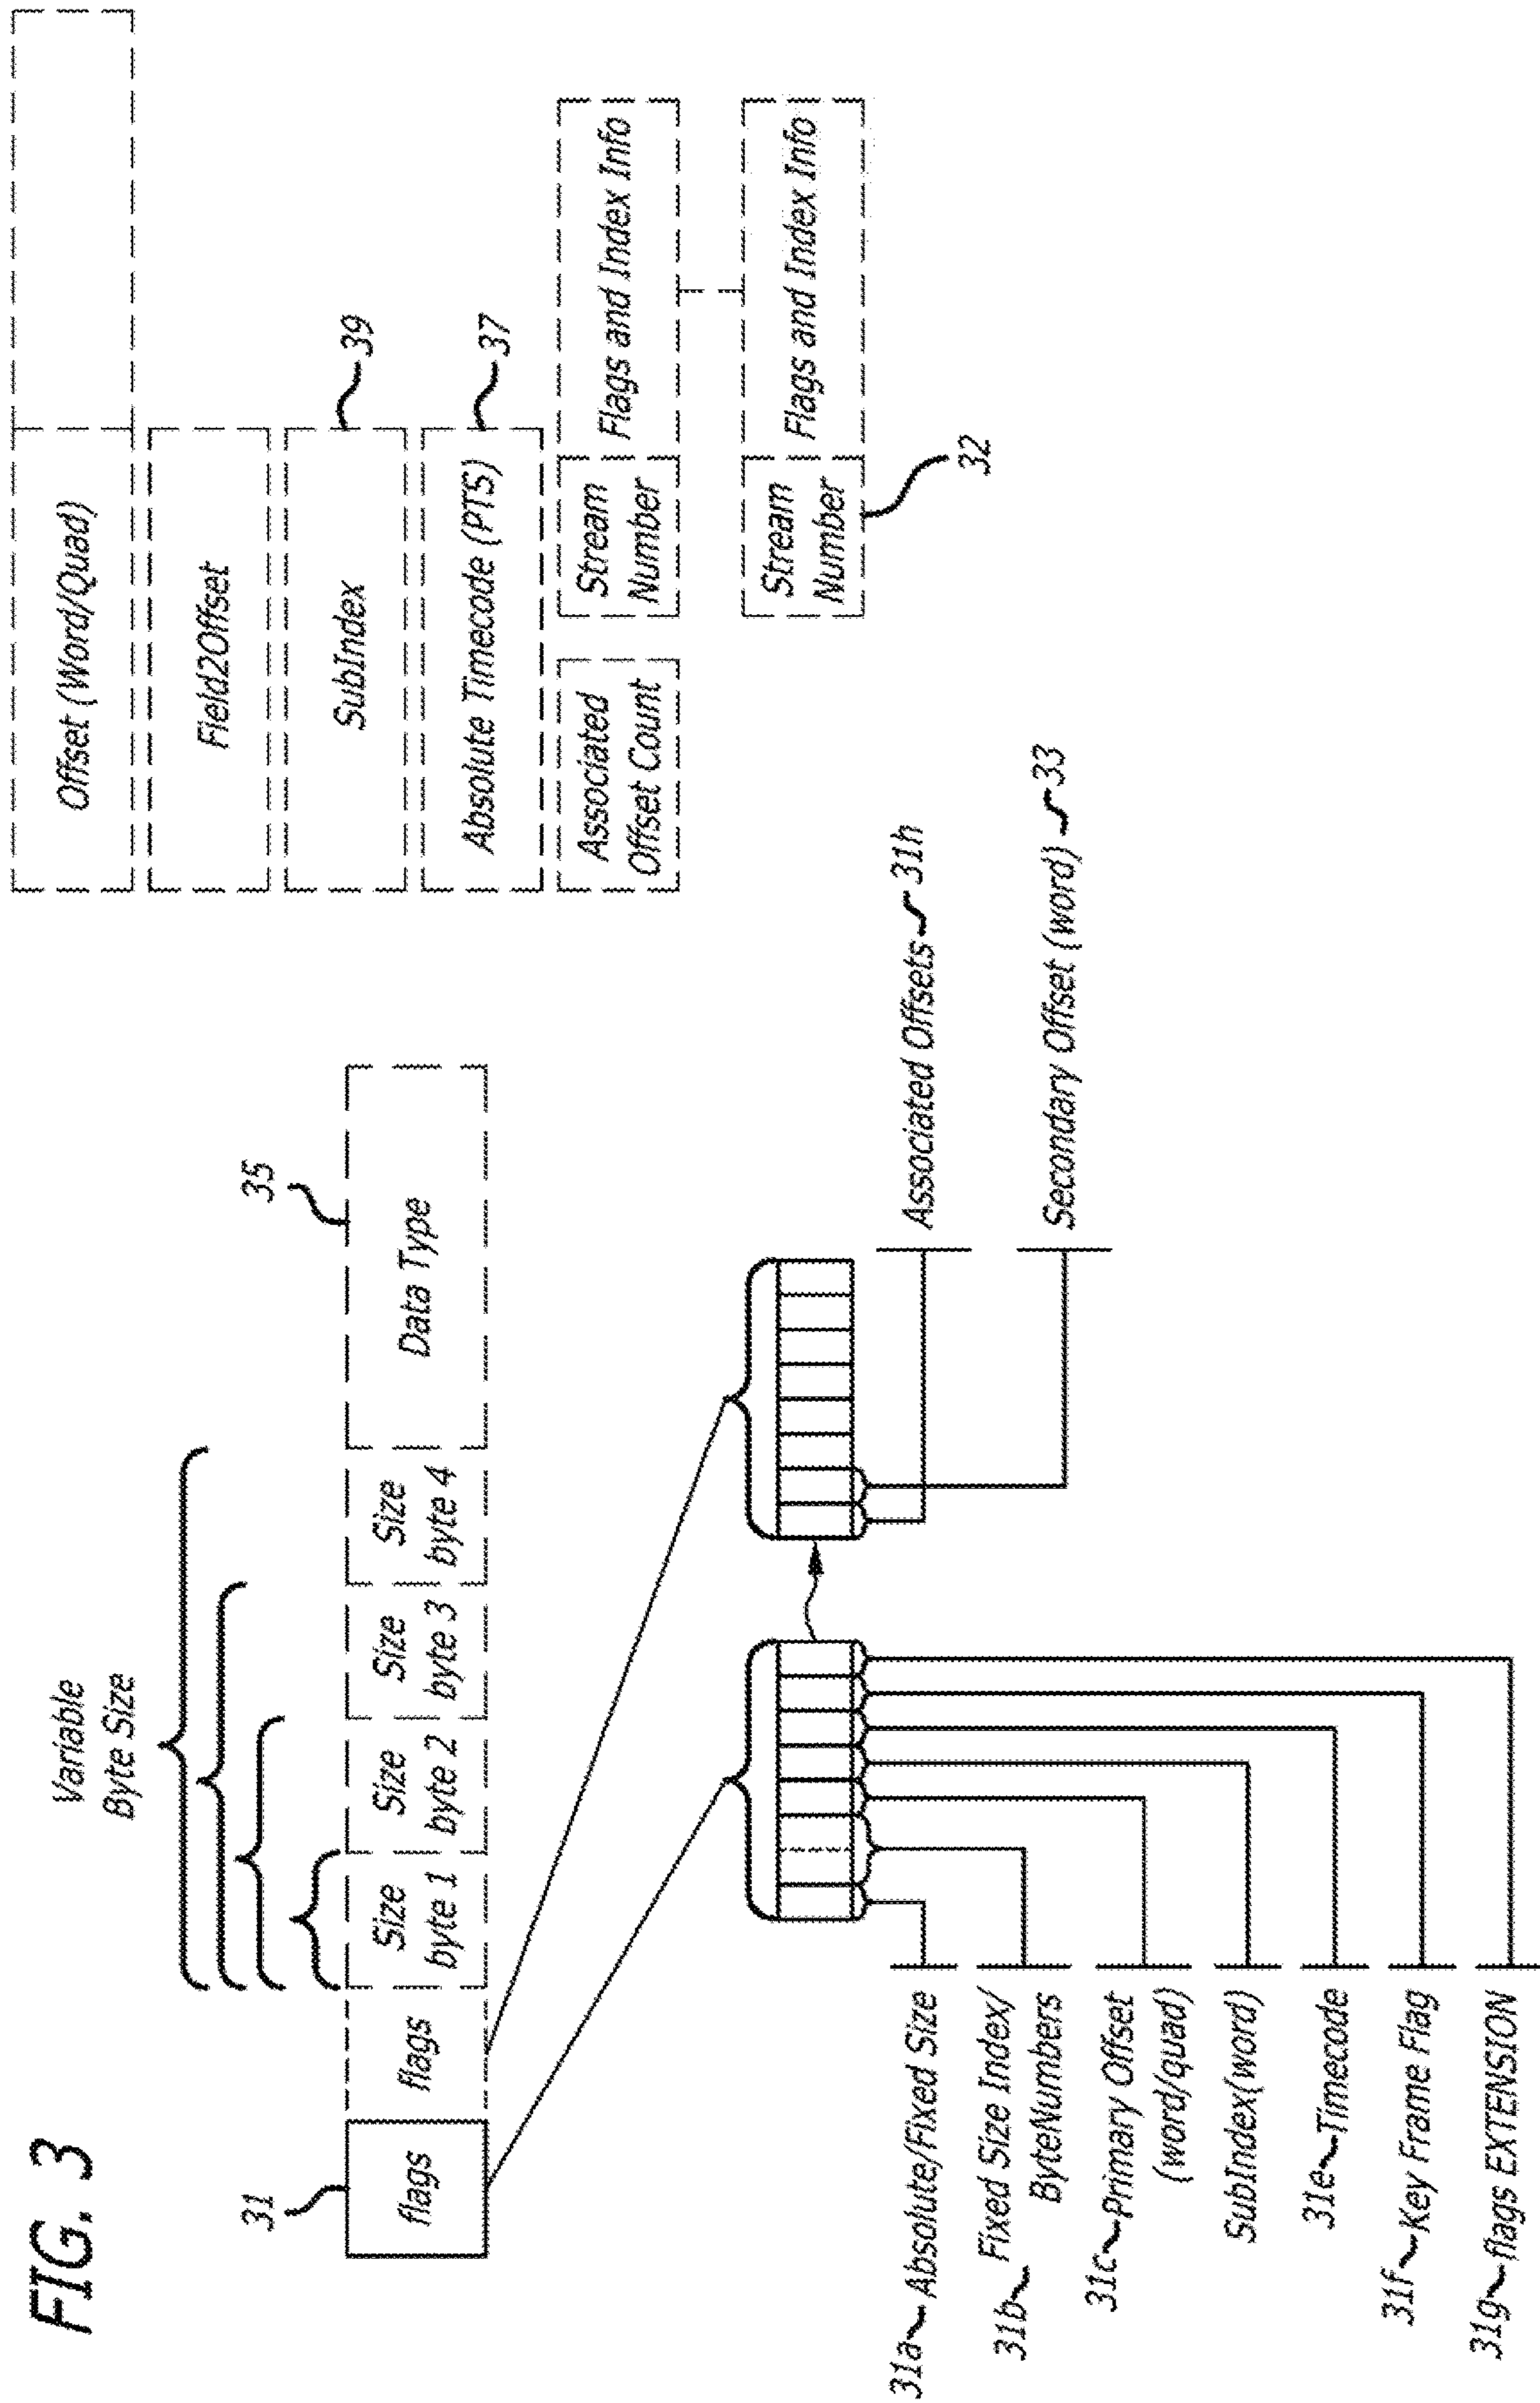 FIG. 3
Variable
Byte Size
31
35
flags
flags
Size
byte 1
Size
byte 2
Size
byte 3
Size
byte 4
Data Type
31a
Absolute/Fixed Size
31b
Fixed Size Index/
ByteNumbers
31c
Primary Offset
(word/quad)
SubIndex(word)
31e
Timecode
31f
Key Frame Flag
31g
flags EXTENSION
Associated Offsets
31h
Secondary Offset (word)
33
Offset (Word/Quad)
Field2Offset
SubIndex
39
Absolute Timecode (PTS)
37
Associated
Offset Count
Stream
Number
Flags and Index Info
Stream
Number
Flags and Index Info
32